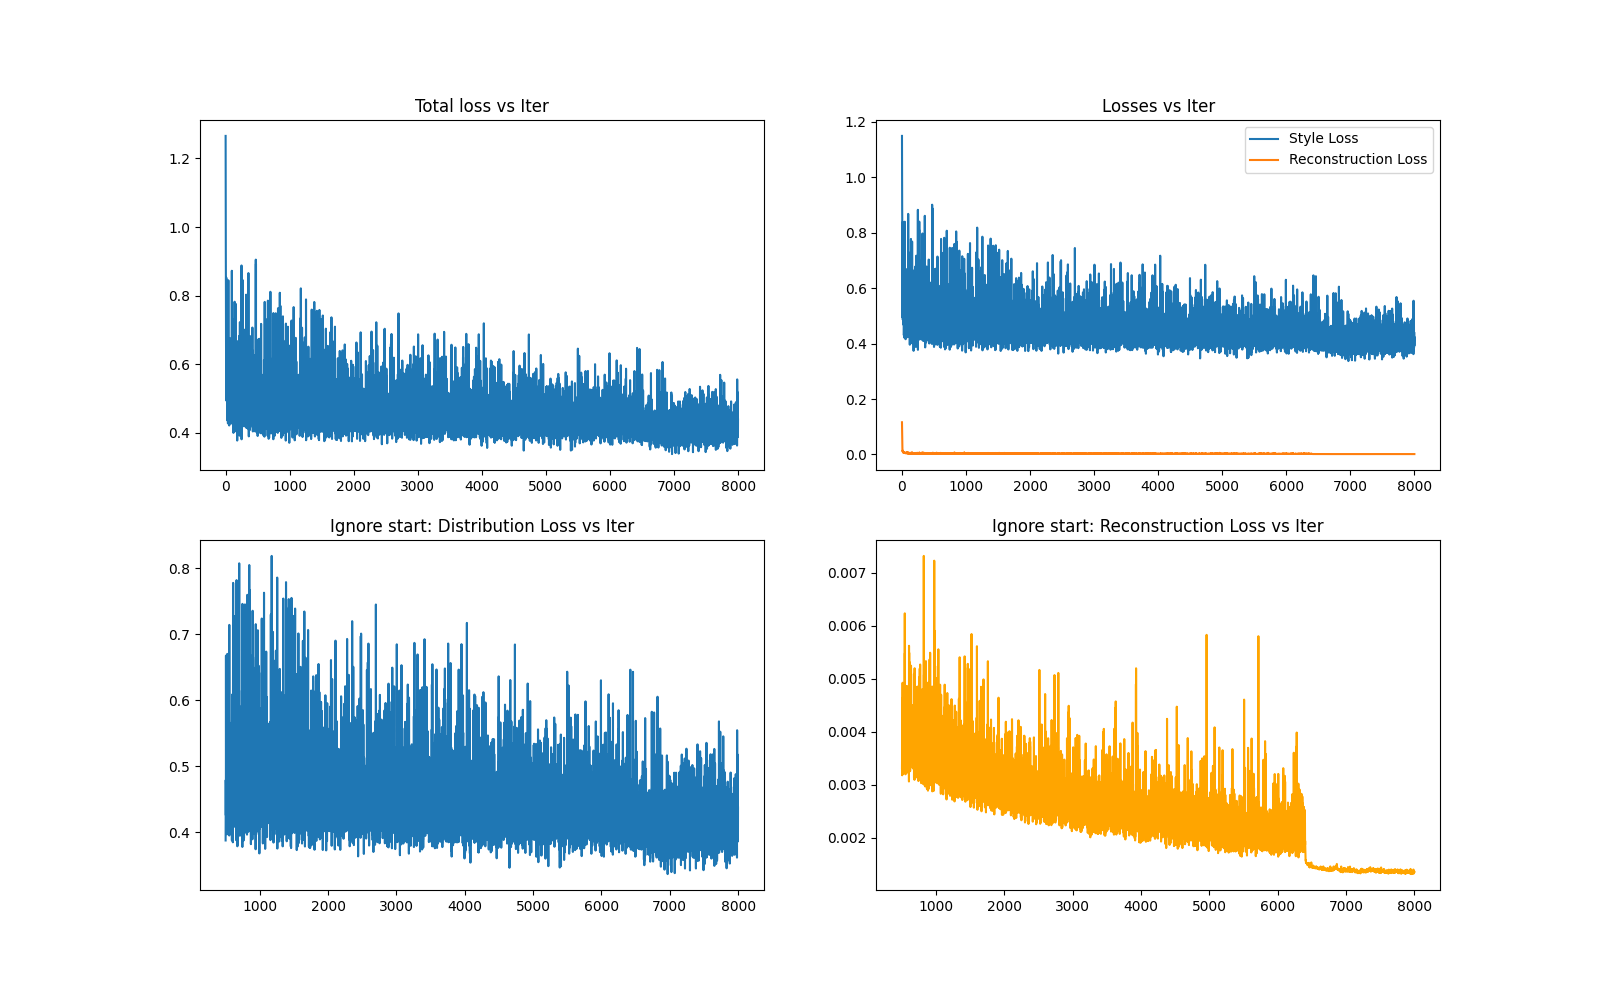 Total loss vs Iter
1.2
1.0
0.8
0.6
0.4
0 1000 2000 3000 4000 5000 6000 7000 8000
Losses vs Iter
Style Loss
Reconstruction Loss
1.2
1.0
0.8
0.6
0.4
0.2
0.0
0 1000 2000 3000 4000 5000 6000 7000 8000
Ignore start: Distribution Loss vs Iter
0.8
0.7
0.6
0.5
0.4
1000 2000 3000 4000 5000 6000 7000 8000
Ignore start: Reconstruction Loss vs Iter
0.007
0.006
0.005
0.004
0.003
0.002
1000 2000 3000 4000 5000 6000 7000 8000